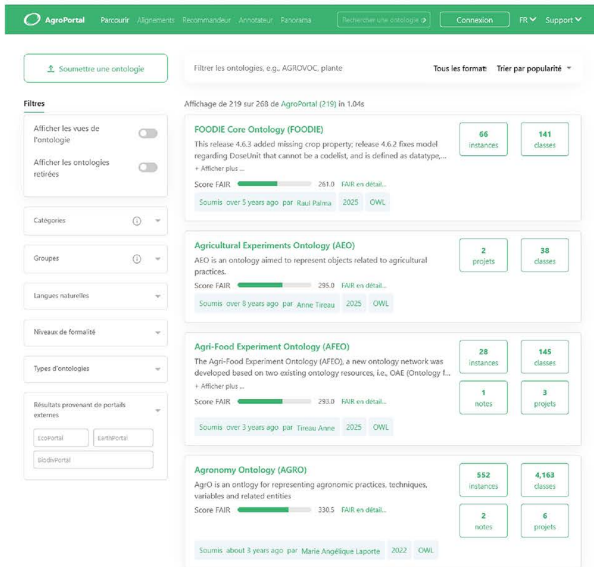 AgroPortal Parcourir Alignements Recommandeur Annotateur Panorama Rechercher une ontologie Connexion FR Support
Soumettre une ontologie
Filtrer les ontologies, e.g., AGROVOC, plante Tous les formats Trier par popularité
Filtres
Affichage de 219 sur 268 de AgroPortal (219) in 1.04s
Afficher les vues de
l'ontologie
Afficher les ontologies
retirées
Catégories
Groupes
Langues naturelles
Niveaux de formalité
Types d'ontologies
Résultats provenant de portails
externes
EcoPortal EarthPortal
BiodivPortal
FOODIE Core Ontology (FOODIE)
This release 4.6.3 added missing crop property; release 4.6.2 fixes model
regarding DoseUnit that cannot be a codelist, and is defined as datatype,...
+ Afficher plus ...
Score FAIR 261.0 FAIR en détail...
Soumis over 5 years ago par Raul Palma 2025 OWL
66
instances
141
classes
Agricultural Experiments Ontology (AEO)
AEO is an ontology aimed to represent objects related to agricultural
practices.
Score FAIR 295.0 FAIR en détail...
Soumis over 8 years ago par Anne Tireau 2025 OWL
2
projets
38
classes
Agri-Food Experiment Ontology (AFEO)
The Agri-Food Experiment Ontology (AFEO), a new ontology network was
developed based on two existing ontology resources, i.e., OAE (Ontology f...
+ Afficher plus ...
Score FAIR 293.0 FAIR en détail...
Soumis over 3 years ago par Tireau Anne 2025 OWL
28
instances
145
classes
1
notes
3
projets
Agronomy Ontology (AGRO)
AgrO is an ontlogy for representing agronomic practices, techniques,
variables and related entities
Score FAIR 330.5 FAIR en détail...
Soumis about 3 years ago par Marie Angélique Laporte 2022 OWL
552
instances
4,163
classes
2
notes
6
projets